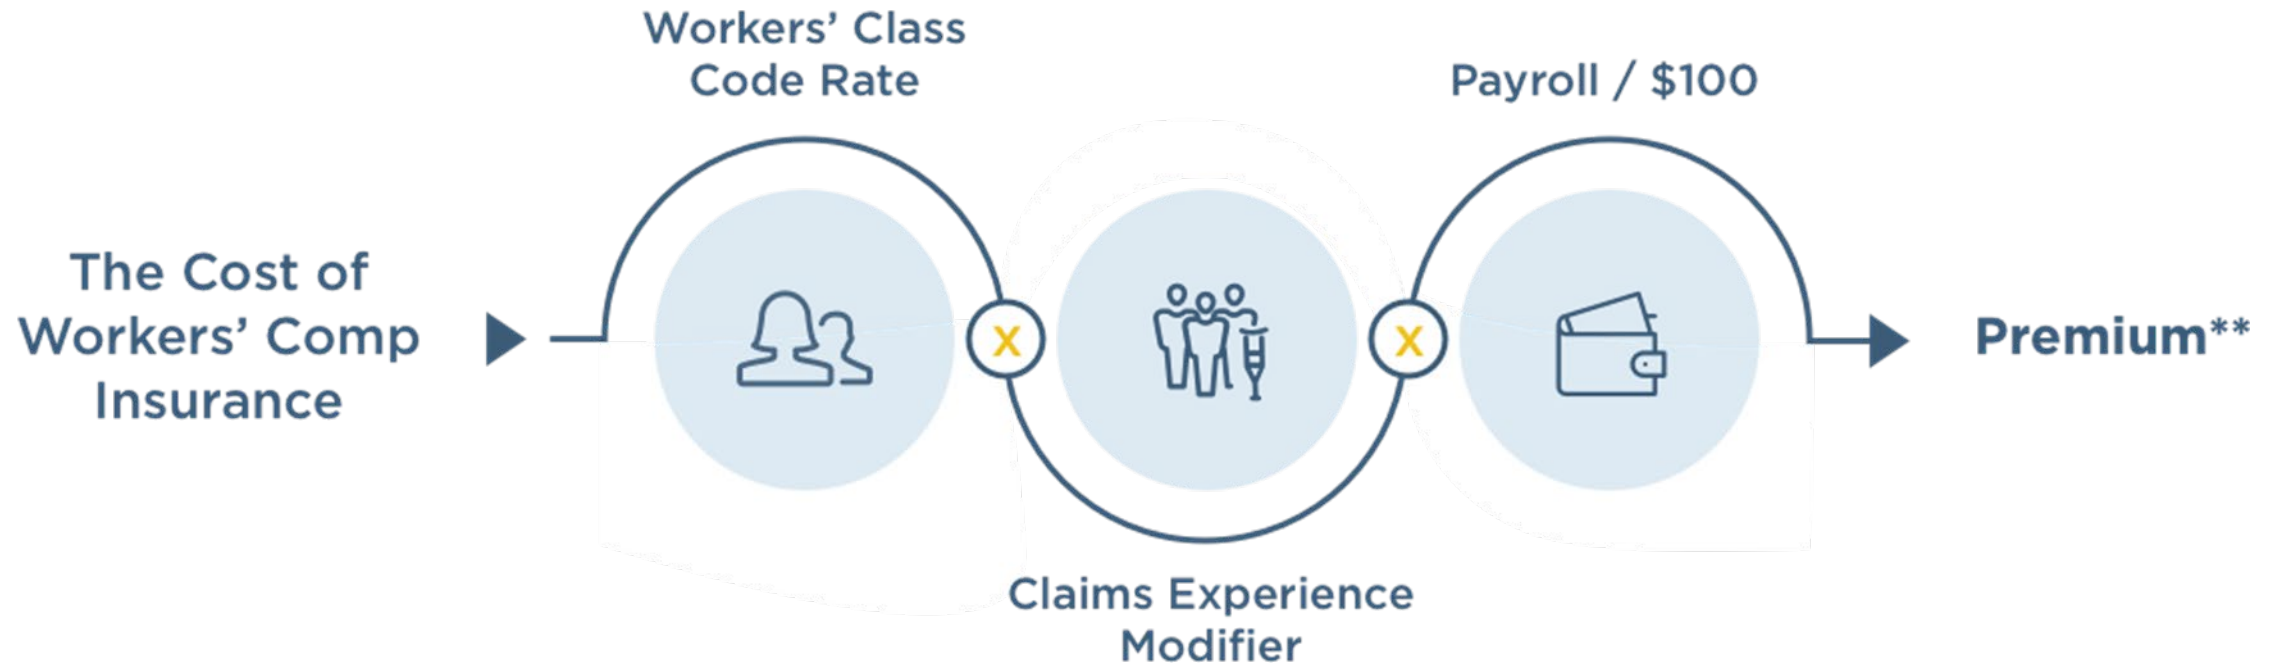 The Cost of
Workers’ Comp
Insurance
Workers’ Class
Code Rate
X
Claims Experience
Modifier
X
Payroll / $100
Premium**